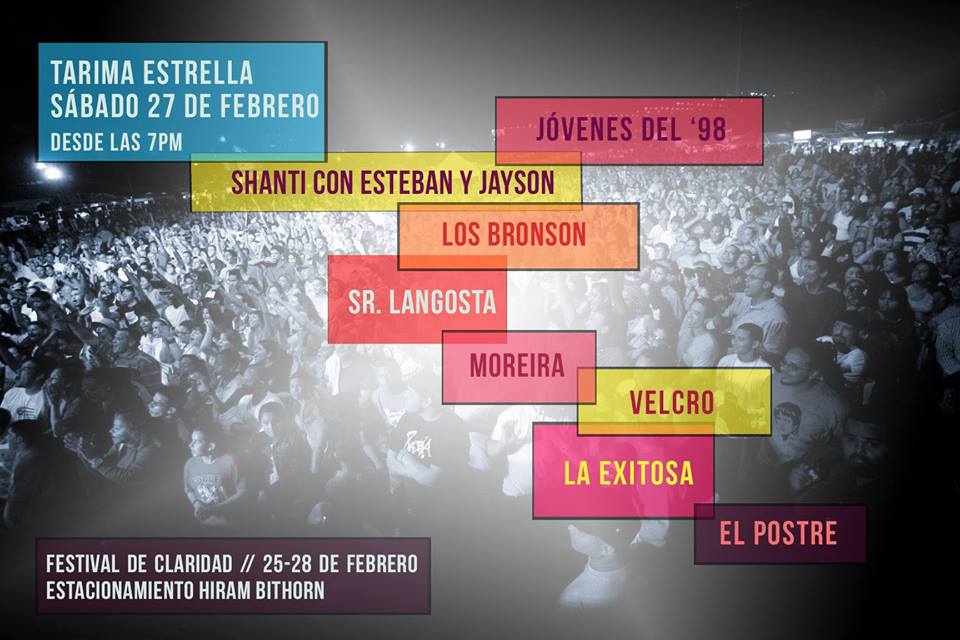 TARIMA ESTRELLA
SÁBADO 27 DE FEBRERO
DESDE LAS 7PM
JÓVENES DEL ‘98
SHANTI CON ESTEBAN Y JAYSON
LOS BRONSON
SR. LANGOSTA
MOREIRA
VELCRO
LA EXITOSA
EL POSTRE
FESTIVAL DE CLARIDAD // 25-28 DE FEBRERO
ESTACIONAMIENTO HIRAM BITHORN